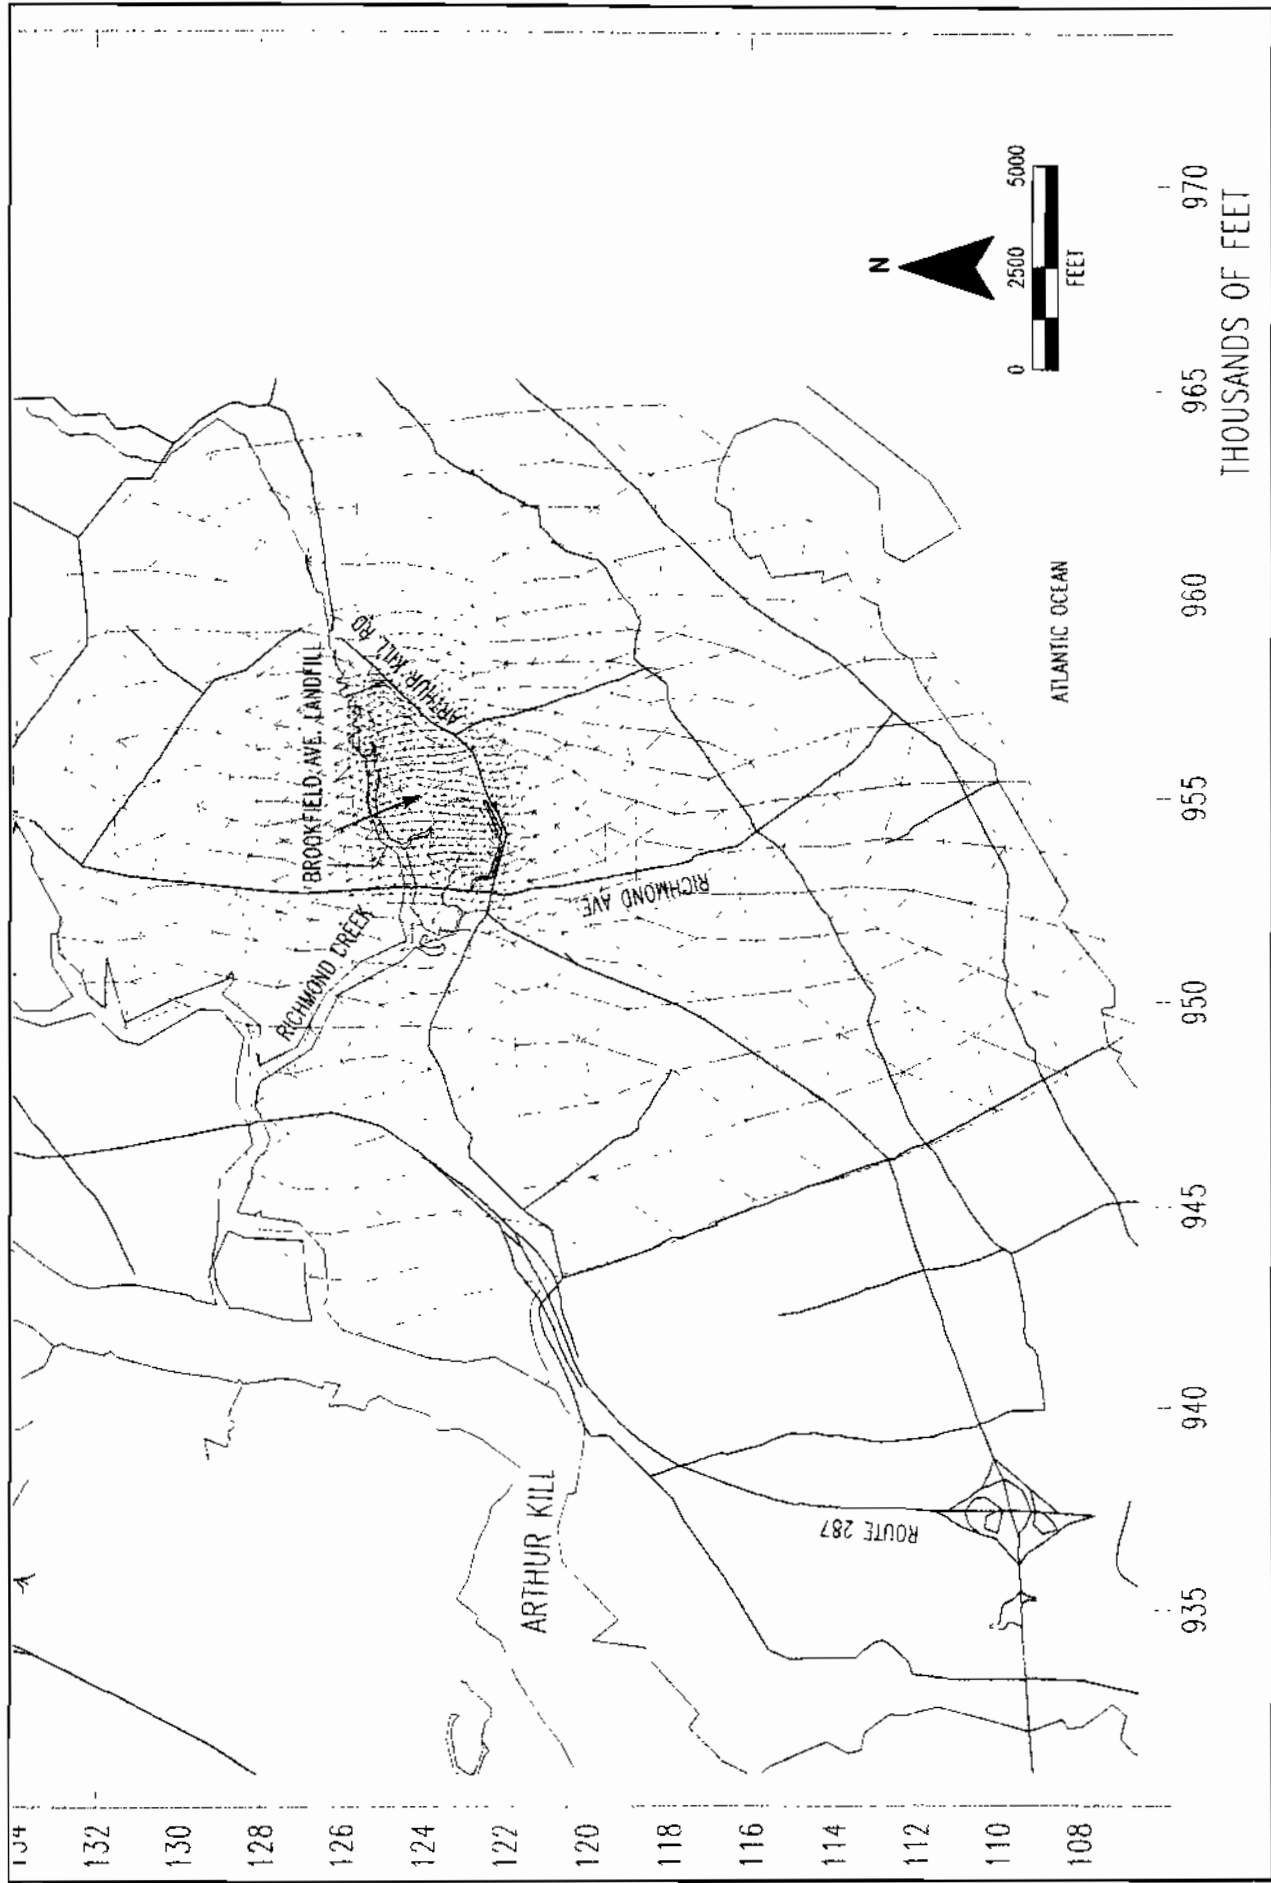 BROOKFIELD AVE. LANDFILL
ARTHUR KILL RD
RICHMOND CREEK
RICHMOND AVE.
ARTHUR KILL
ROUTE 287
ATLANTIC OCEAN
N
0 2500 5000
FEET
134
132
130
128
126
124
122
120
118
116
114
112
110
108
935 940 945 950 955 960 965 970
THOUSANDS OF FEET